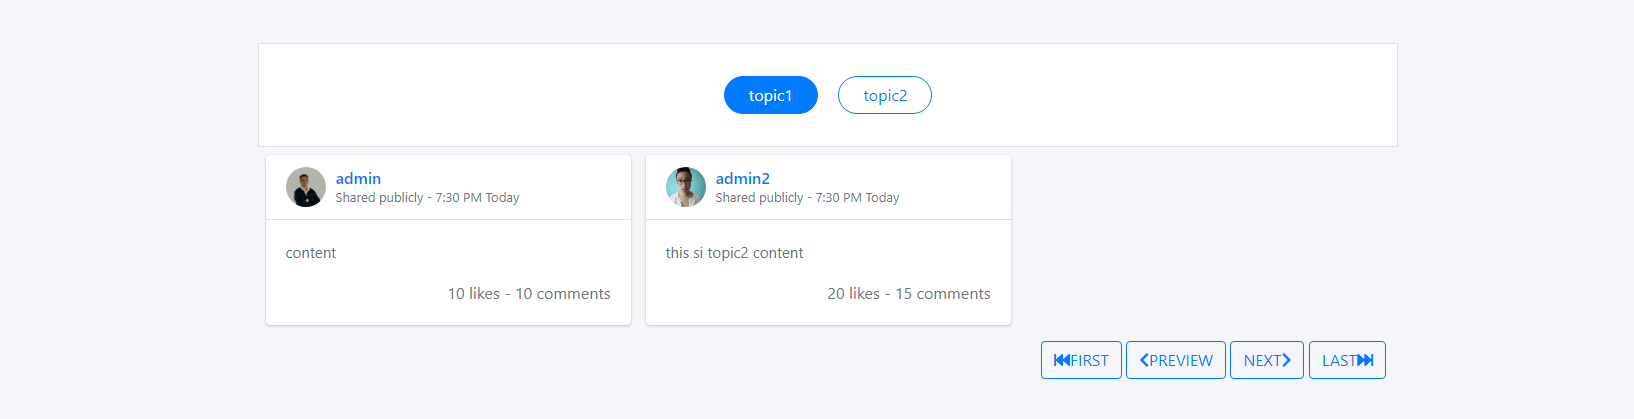 topic1 topic2
admin
Shared publicly - 7:30 PM Today
content
10 likes - 10 comments
admin2
Shared publicly - 7:30 PM Today
this si topic2 content
20 likes - 15 comments
FIRST PREVIEW NEXT LAST